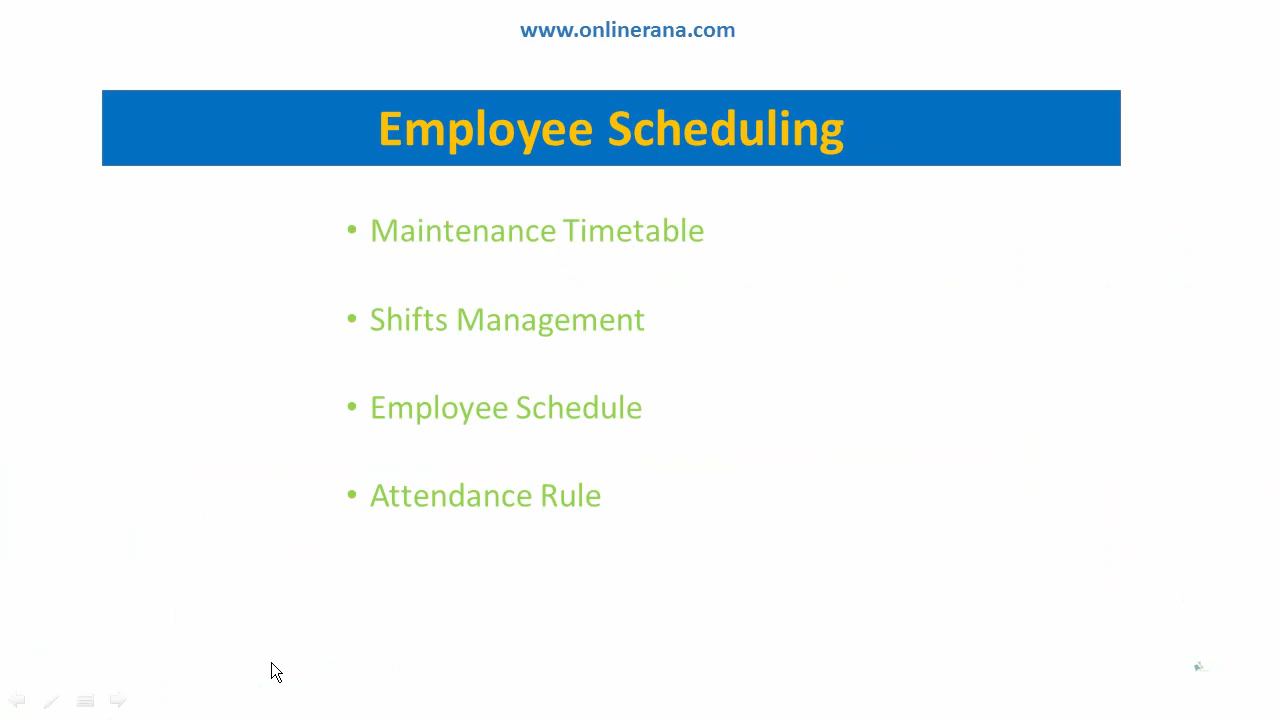 www.onlinerana.com
Employee Scheduling
• Maintenance Timetable
• Shifts Management
• Employee Schedule
• Attendance Rule